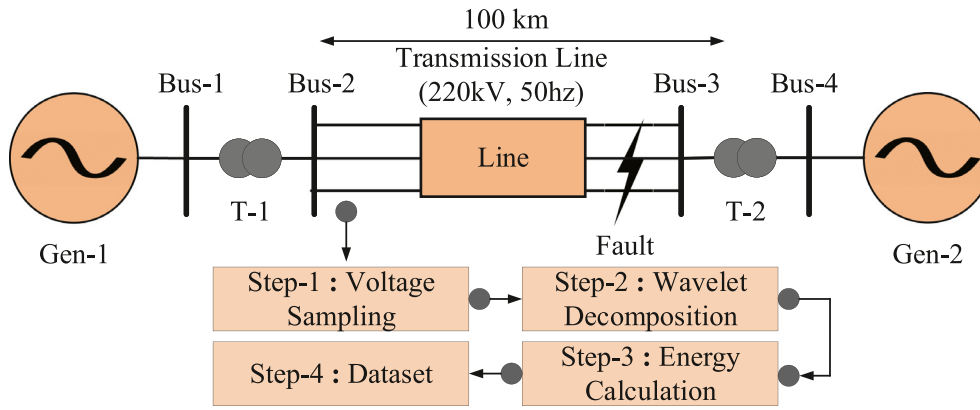 100 km
Transmission Line
(220kV, 50hz)
Bus-1
Bus-2
Bus-3
Bus-4
Line
T-1
T-2
Gen-1
Fault
Gen-2
Step-1 : Voltage
Sampling
Step-2 : Wavelet
Decomposition
Step-3 : Energy
Calculation
Step-4 : Dataset